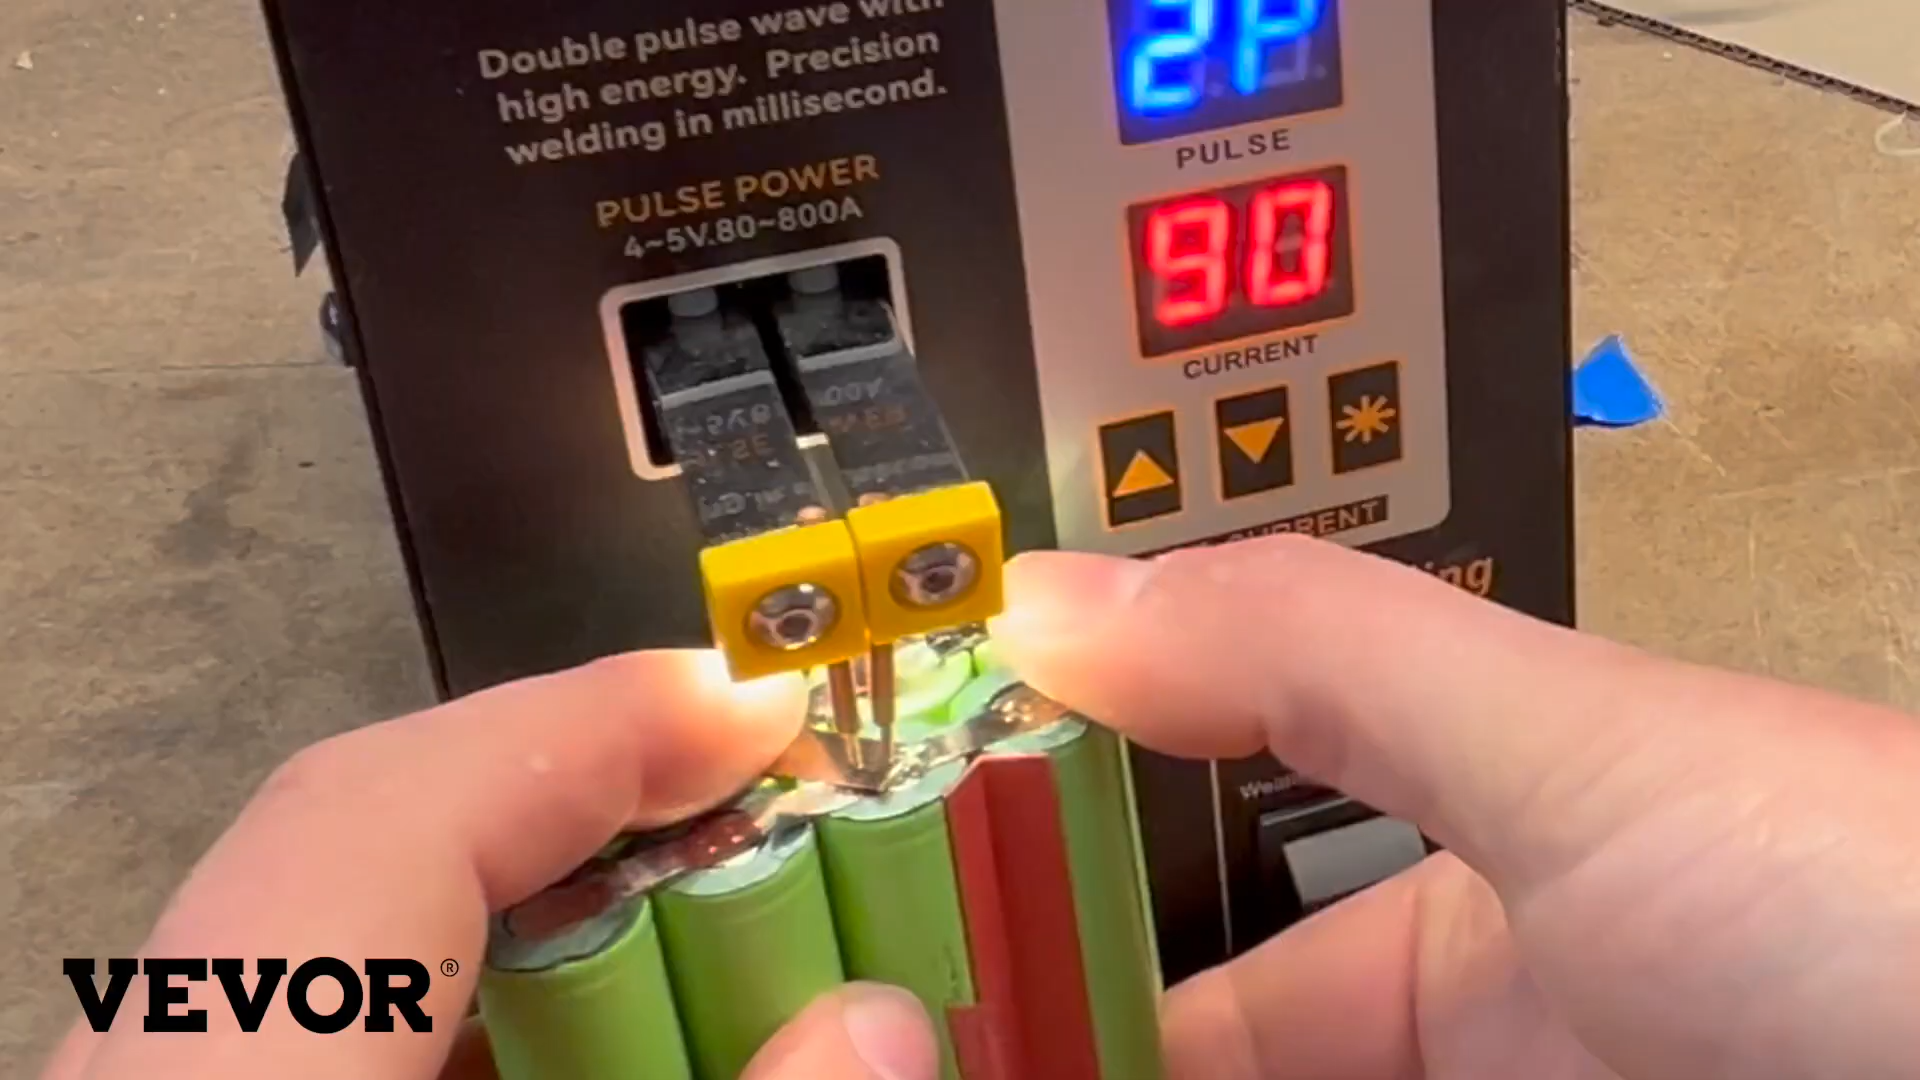 Double pulse wave with
high energy. Precision
welding in millisecond.
PULSE POWER
4~5V.80~800A
2P
PULSE
90
CURRENT
CURRENT
VEVOR®